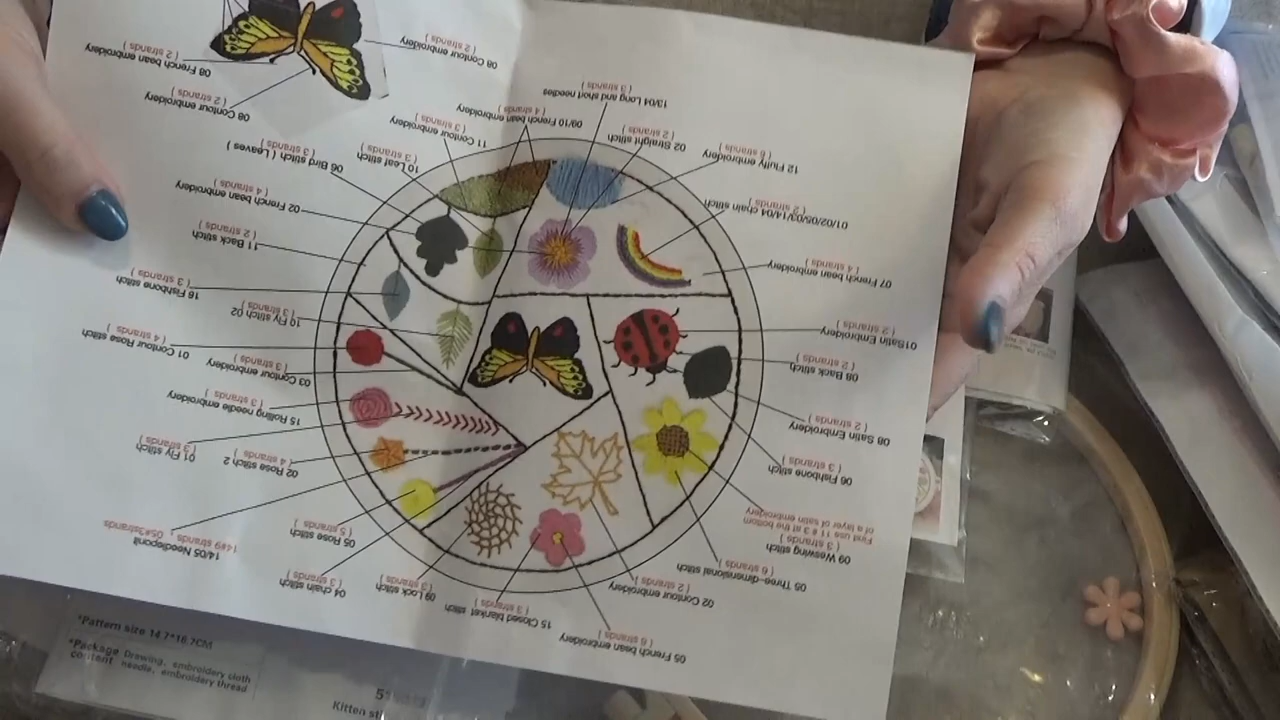 08 Contour embroidery
( 2 strands )
08 French bean embroidery
( 2 strands )
08 Contour embroidery
( 2 strands )
13/04 Long and short needles
( 3 strands )
09/10 French bean embroidery
( 4 strands )
11 Contour embroidery
( 3 strands )
02 Straight stitch
( 2 strands )
12 Fluffy embroidery
( 6 strands )
10 Leaf stitch
( 3 strands )
06 Bird stitch ( Leaves )
( 3 strands )
02 French bean embroidery
( 4 strands )
01/02/05/03/14/04 chain stitch
( 2 strands )
11 Back stitch
( 2 strands )
07 French bean embroidery
( 4 strands )
16 Fishbone stitch
( 3 strands )
10 Fly stitch 02
( 3 strands )
01Satin Embroidery
( 2 strands )
01 Contour Rose stitch
( 4 strands )
08 Back stitch
( 2 strands )
03 Contour embroidery
( 3 strands )
15 Rolling needle embroidery
( 3 strands )
08 Satin Embroidery
( 2 strands )
01 Fly stitch
( 3 strands )
02 Rose stitch 2
( 4 strands )
06 Fishbone stitch
( 3 strands )
05 Rose stitch
( 5 strands )
14/05 Needlepoint
14#9 strands , 05#3strands
09 Weswing stitch
( 3 strands )
First use 11 # 3 at the bottom
of a layer of satin embroidery
05 Three-dimensional stitch
( 6 strands )
04 chain stitch
( 3 strands )
09 Lock stitch
( 3 strands )
02 Contour embroidery
( 2 strands )
15 Closed blanket stitch
( 3 strands )
05 French bean embroidery
( 6 strands )
*Pattern size 14.7*16.7CM
*Package Drawing, embroidery cloth
content needle, embroidery thread
Kitten